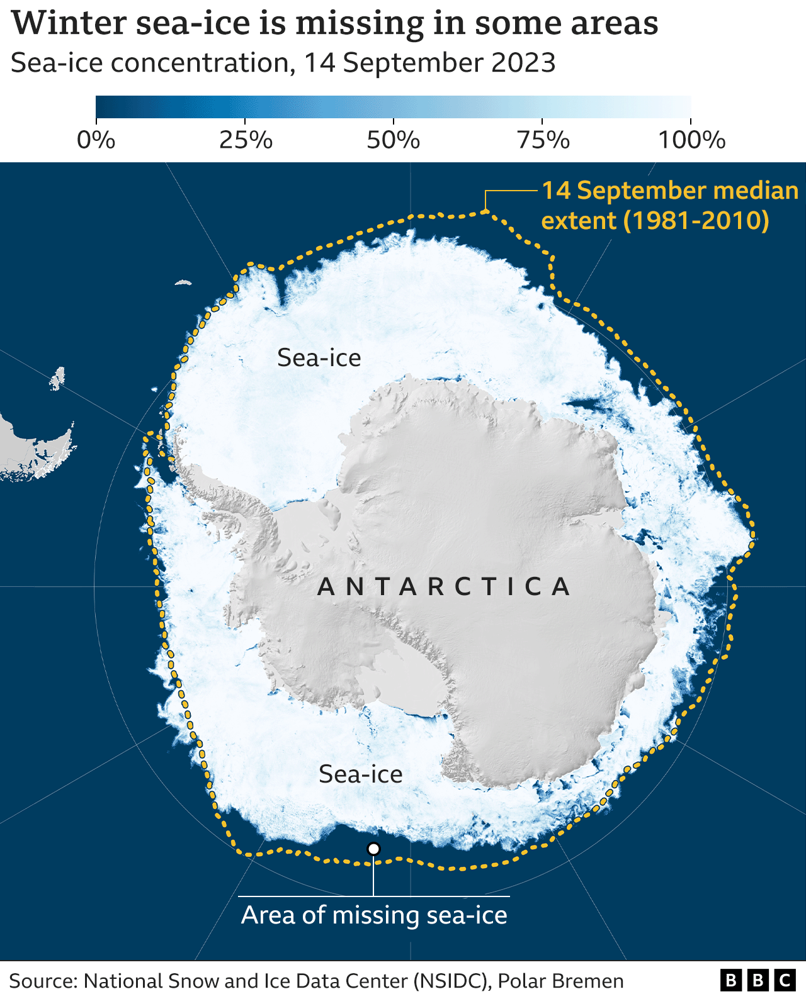 Winter sea-ice is missing in some areas
Sea-ice concentration, 14 September 2023
0% 25% 50% 75% 100%
14 September median
extent (1981-2010)
Sea-ice
ANTARCTICA
Sea-ice
Area of missing sea-ice
Source: National Snow and Ice Data Center (NSIDC), Polar Bremen
BBC